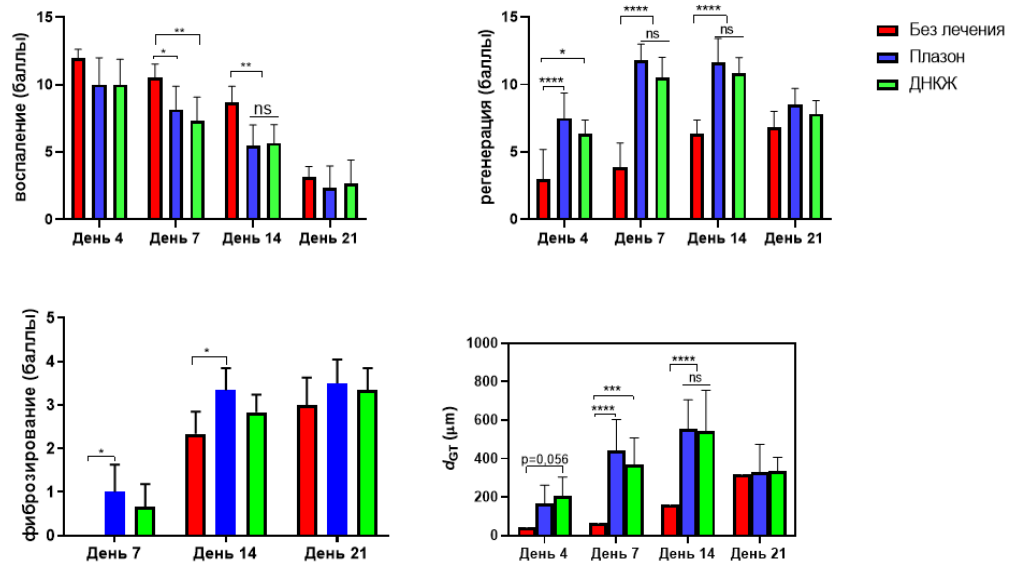 воспаление (баллы)
15
10
5
0
*
**
**
ns
День 4
День 7
День 14
День 21
регенерация (баллы)
15
10
5
0
****
*
****
ns
****
ns
День 4
День 7
День 14
День 21
Без лечения
Плазон
ДНКЖ
фиброзирование (баллы)
5
4
3
2
1
0
*
*
День 7
День 14
День 21
dGT (µm)
1000
800
600
400
200
0
p=0,056
****
***
****
ns
День 4
День 7
День 14
День 21